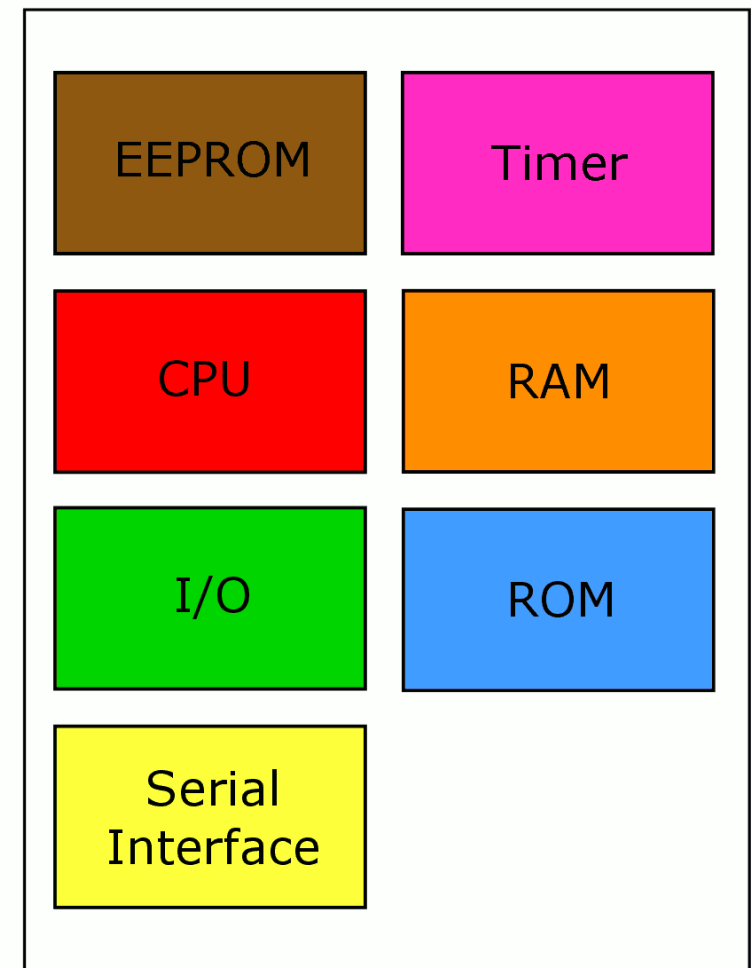 EEPROM
Timer
CPU
RAM
I/O
ROM
Serial
Interface